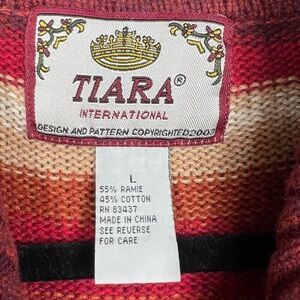 TIARA®
INTERNATIONAL
DESIGN AND PATTERN COPYRIGHTED 2003
L
55% RAMIE
45% COTTON
RN 83437
MADE IN CHINA
SEE REVERSE
FOR CARE